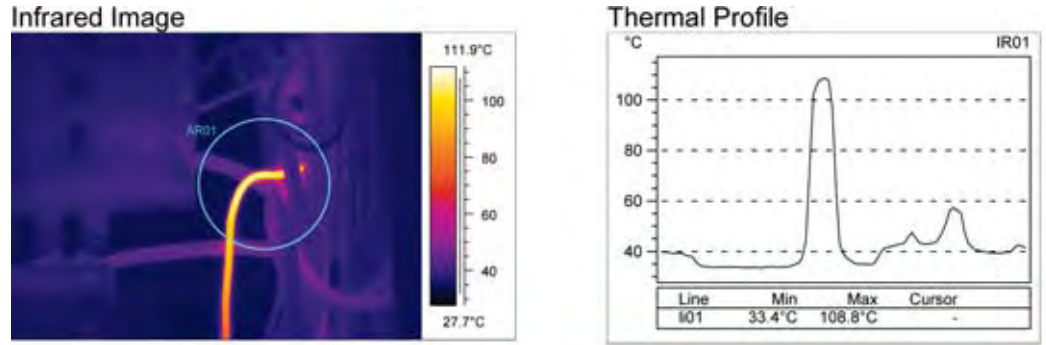 Infrared Image
AR01
111.9°C
100
80
60
40
27.7°C
Thermal Profile
°C
IR01
100
80
60
40
Line Min Max Cursor
li01 33.4°C 108.8°C -